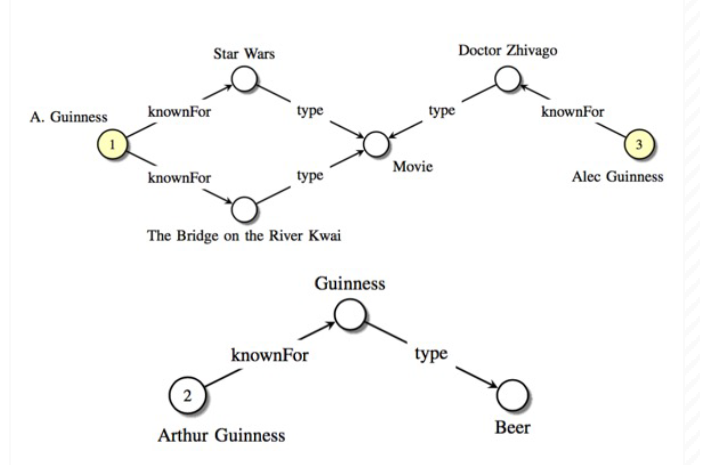 Star Wars
Doctor Zhivago
A. Guinness
knownFor
type
type
knownFor
1
3
Movie
knownFor
type
Alec Guinness
The Bridge on the River Kwai
Guinness
knownFor
type
2
Arthur Guinness
Beer